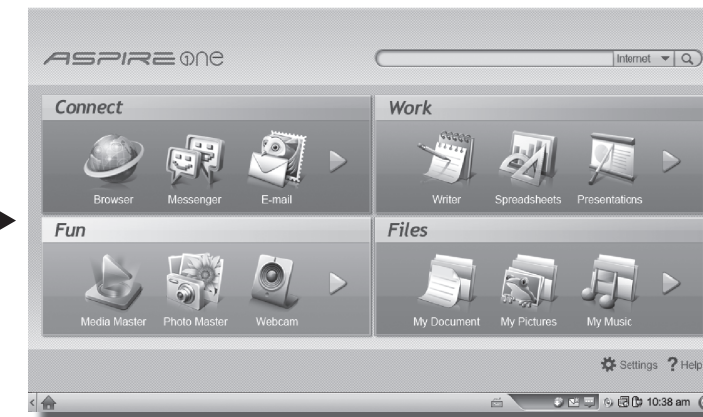 ASPIRE one
Internet
Connect
Browser Messenger E-mail
Work
Writer Spreadsheets Presentations
Fun
Media Master Photo Master Webcam
Files
My Document My Pictures My Music
Settings ? Help
10:38 am